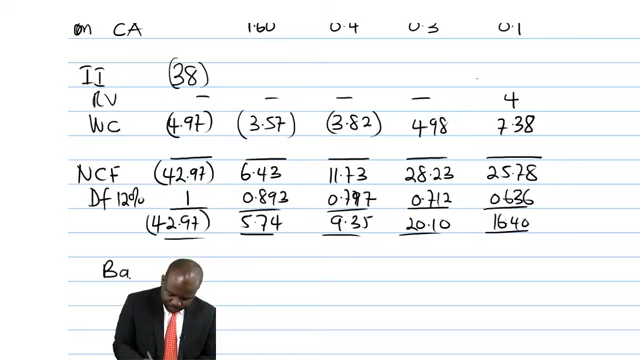 on CA 1.60 0.4 0.3 0.1
II (38)
RV — — — — 4
WC (4.97) (3.57) (3.82) 4.98 7.38
NCF (42.97) 6.43 11.73 28.23 25.78
Df 12% 1 0.893 0.797 0.712 0.636
(42.97) 5.74 9.35 20.10 1640
Ba